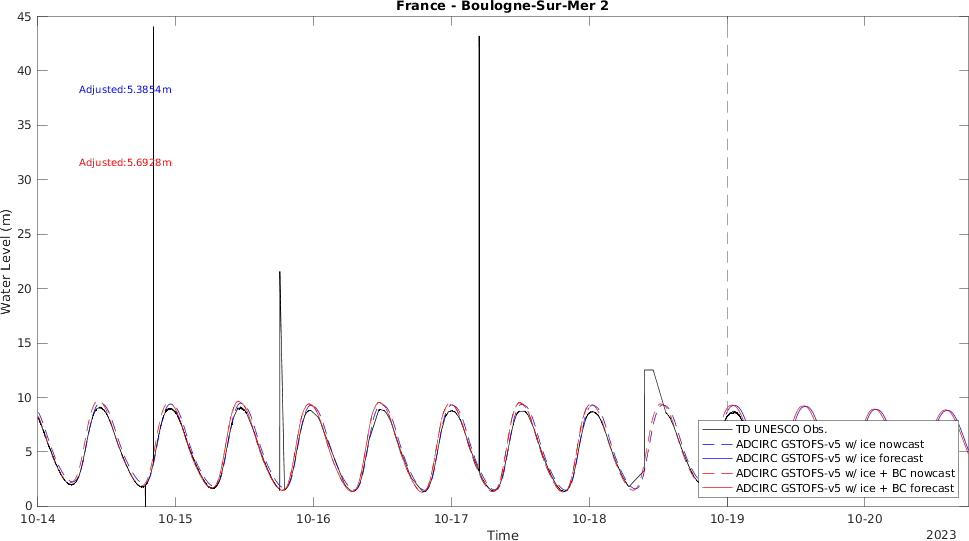 France - Boulogne-Sur-Mer 2
45
40
35
30
25
20
15
10
5
0
Water Level (m)
Adjusted:5.3854m
Adjusted:5.6928m
TD UNESCO Obs.
ADCIRC GSTOFS-v5 w/ ice nowcast
ADCIRC GSTOFS-v5 w/ ice forecast
ADCIRC GSTOFS-v5 w/ ice + BC nowcast
ADCIRC GSTOFS-v5 w/ ice + BC forecast
10-14 10-15 10-16 10-17 10-18 10-19 10-20
Time
2023